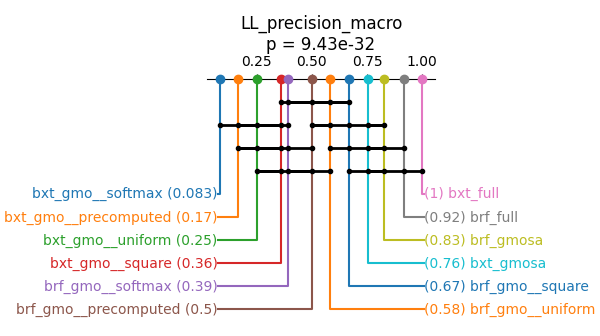 LL_precision_macro
p = 9.43e-32
0.25 0.50 0.75 1.00
bxt_gmo__softmax (0.083) (1) bxt_full
bxt_gmo__precomputed (0.17) (0.92) brf_full
bxt_gmo__uniform (0.25) (0.83) brf_gmosa
bxt_gmo__square (0.36) (0.76) bxt_gmosa
brf_gmo__softmax (0.39) (0.67) brf_gmo__square
brf_gmo__precomputed (0.5) (0.58) brf_gmo__uniform